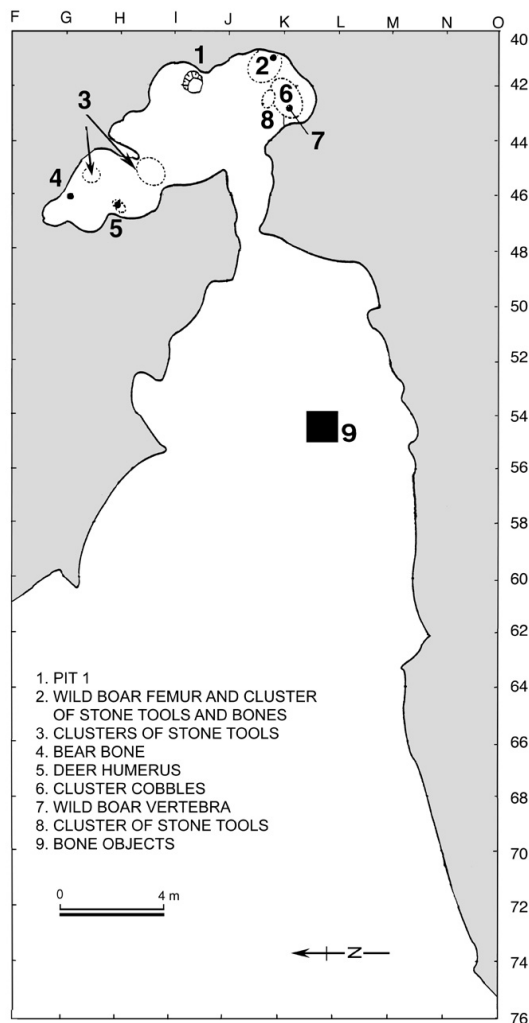 F G H I J K L M N O
40
42
44
46
48
50
52
54
56
58
60
62
64
66
68
70
72
74
76
1
2
6
3
8
7
4
5
9
1. PIT 1
2. WILD BOAR FEMUR AND CLUSTER
OF STONE TOOLS AND BONES
3. CLUSTERS OF STONE TOOLS
4. BEAR BONE
5. DEER HUMERUS
6. CLUSTER COBBLES
7. WILD BOAR VERTEBRA
8. CLUSTER OF STONE TOOLS
9. BONE OBJECTS
0 4 m
N